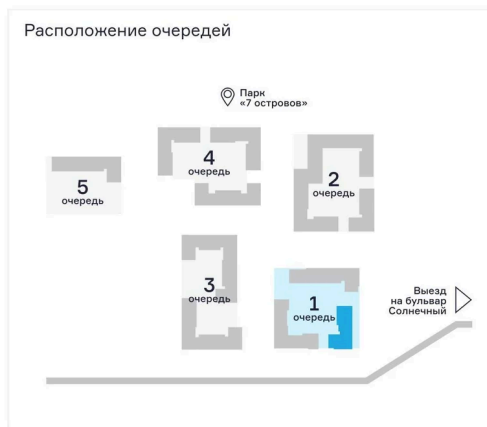 Расположение очередей
Парк
«7 островов»
4
очередь
2
очередь
5
очередь
3
очередь
1
очередь
Выезд
на бульвар
Солнечный